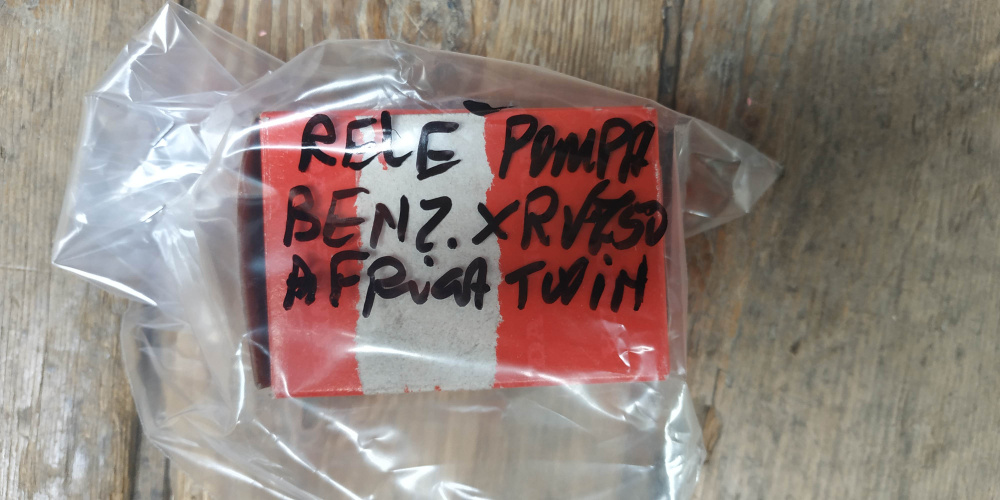 RELE POMPA
BENZ. XRV750
AFRICA TWIN